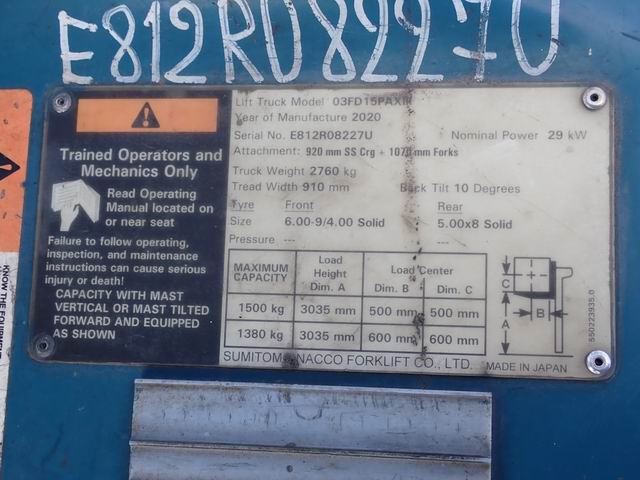 E812R08227U
Lift Truck Model 03FD15PAXI
Year of Manufacture 2020
Serial No. E812R08227U Nominal Power 29 kW
Attachment: 920 mm SS Crg + 1070 mm Forks
Truck Weight 2760 kg
Tread Width 910 mm Back Tilt 10 Degrees
Tyre Front Rear
Size 6.00-9/4.00 Solid 5.00x8 Solid
Pressure --- ---
MAXIMUM CAPACITY Load Height Dim. A Load Center Dim. B Dim. C
1500 kg 3035 mm 500 mm 500 mm
1380 kg 3035 mm 600 mm 600 mm
SUMITOMO NACCO FORKLIFT CO., LTD. MADE IN JAPAN
C
B
A
550223935.0
Trained Operators and
Mechanics Only
Read Operating
Manual located on
or near seat
Failure to follow operating,
inspection, and maintenance
instructions can cause serious
injury or death!
CAPACITY WITH MAST
VERTICAL OR MAST TILTED
FORWARD AND EQUIPPED
AS SHOWN
KNOW THE EQUIPMENT